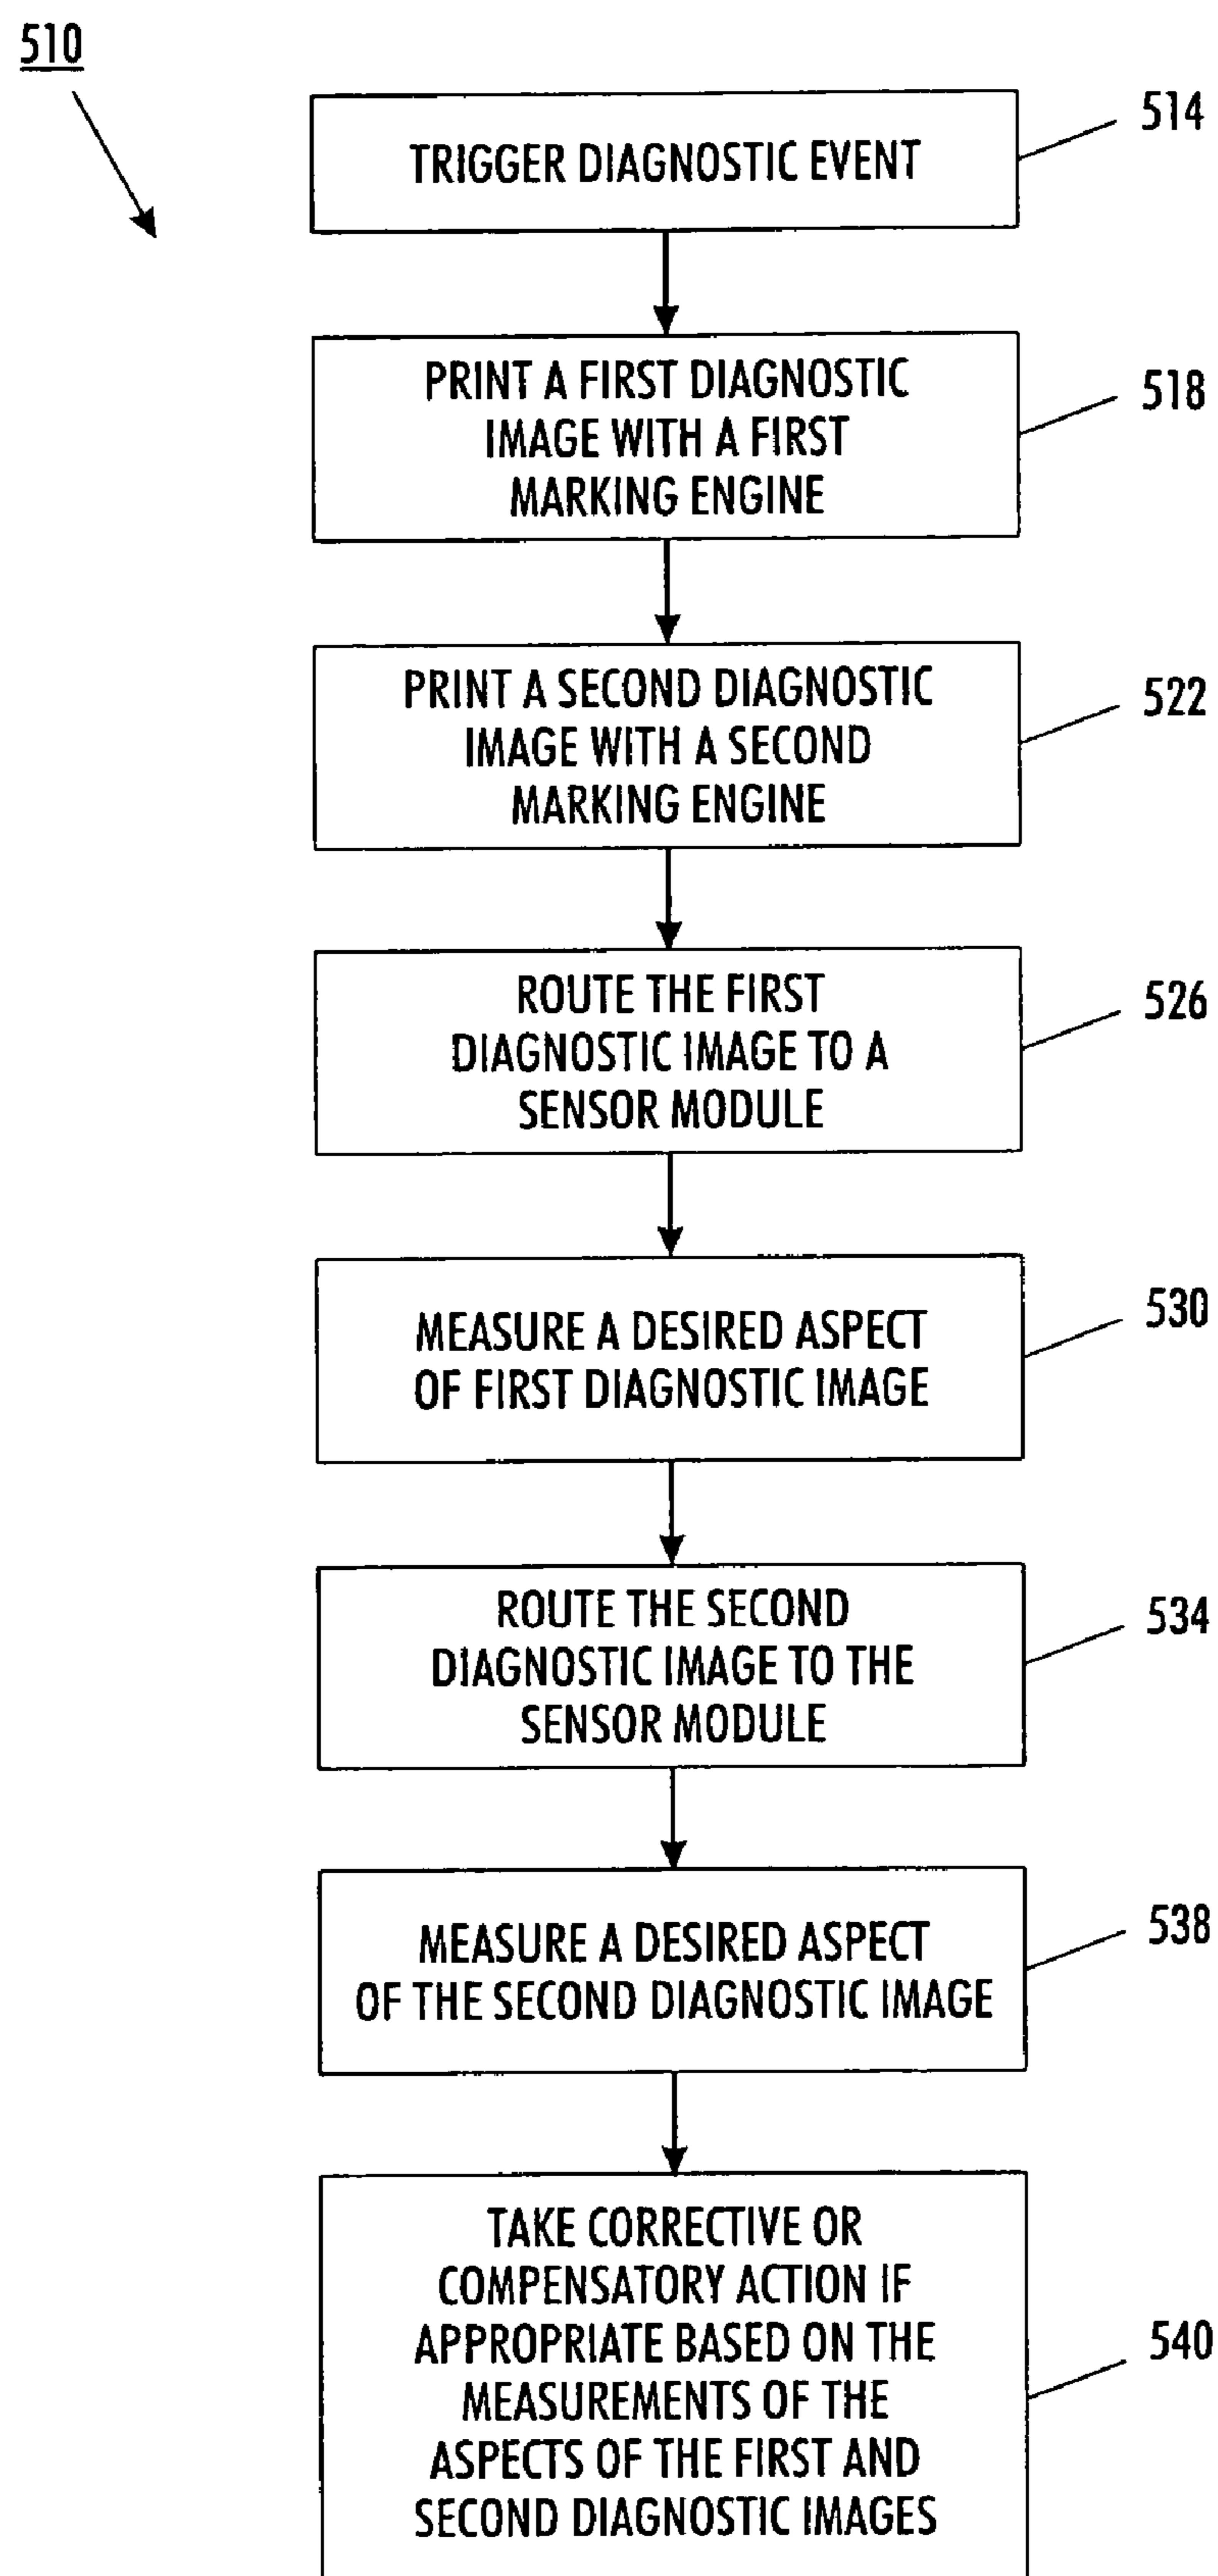 510
TRIGGER DIAGNOSTIC EVENT
514
PRINT A FIRST DIAGNOSTIC
IMAGE WITH A FIRST
MARKING ENGINE
518
PRINT A SECOND DIAGNOSTIC
IMAGE WITH A SECOND
MARKING ENGINE
522
ROUTE THE FIRST
DIAGNOSTIC IMAGE TO A
SENSOR MODULE
526
MEASURE A DESIRED ASPECT
OF FIRST DIAGNOSTIC IMAGE
530
ROUTE THE SECOND
DIAGNOSTIC IMAGE TO THE
SENSOR MODULE
534
MEASURE A DESIRED ASPECT
OF THE SECOND DIAGNOSTIC IMAGE
538
TAKE CORRECTIVE OR
COMPENSATORY ACTION IF
APPROPRIATE BASED ON THE
MEASUREMENTS OF THE
ASPECTS OF THE FIRST AND
SECOND DIAGNOSTIC IMAGES
540